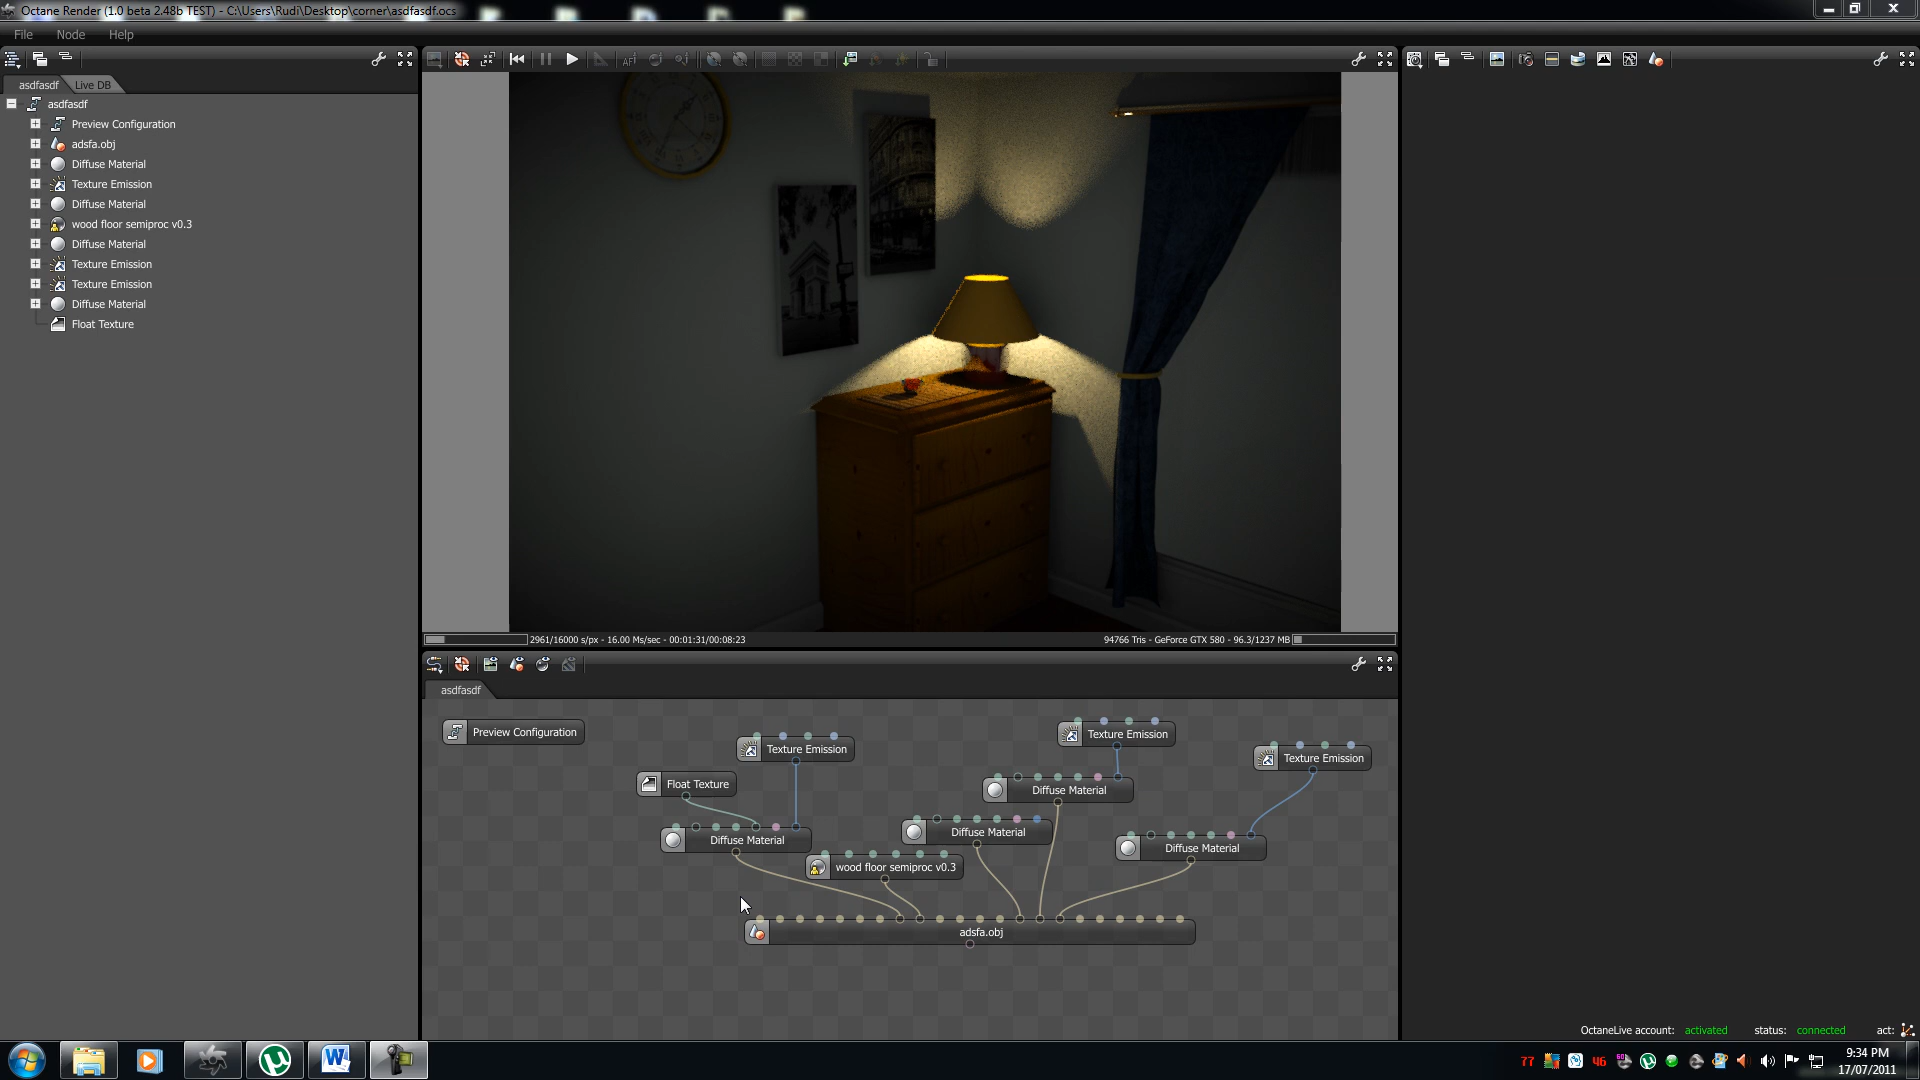 Octane Render (1.0 beta 2.48b TEST) - C:\Users\Rudi\Desktop\corner\asdfasdf.ocs
File Node Help
asdfasdf Live DB
asdfasdf
Preview Configuration
adsfa.obj
Diffuse Material
Texture Emission
Diffuse Material
wood floor semiproc v0.3
Diffuse Material
Texture Emission
Texture Emission
Diffuse Material
Float Texture
2961/16000 s/px - 16.00 Ms/sec - 00:01:31/00:08:23
94766 Tris - GeForce GTX 580 - 96.3/1237 MB
asdfasdf
Preview Configuration
Texture Emission
Texture Emission
Texture Emission
Float Texture
Diffuse Material
Diffuse Material
Diffuse Material
Diffuse Material
wood floor semiproc v0.3
adsfa.obj
OctaneLive account: activated status: connected act:
77
46
9:34 PM
17/07/2011